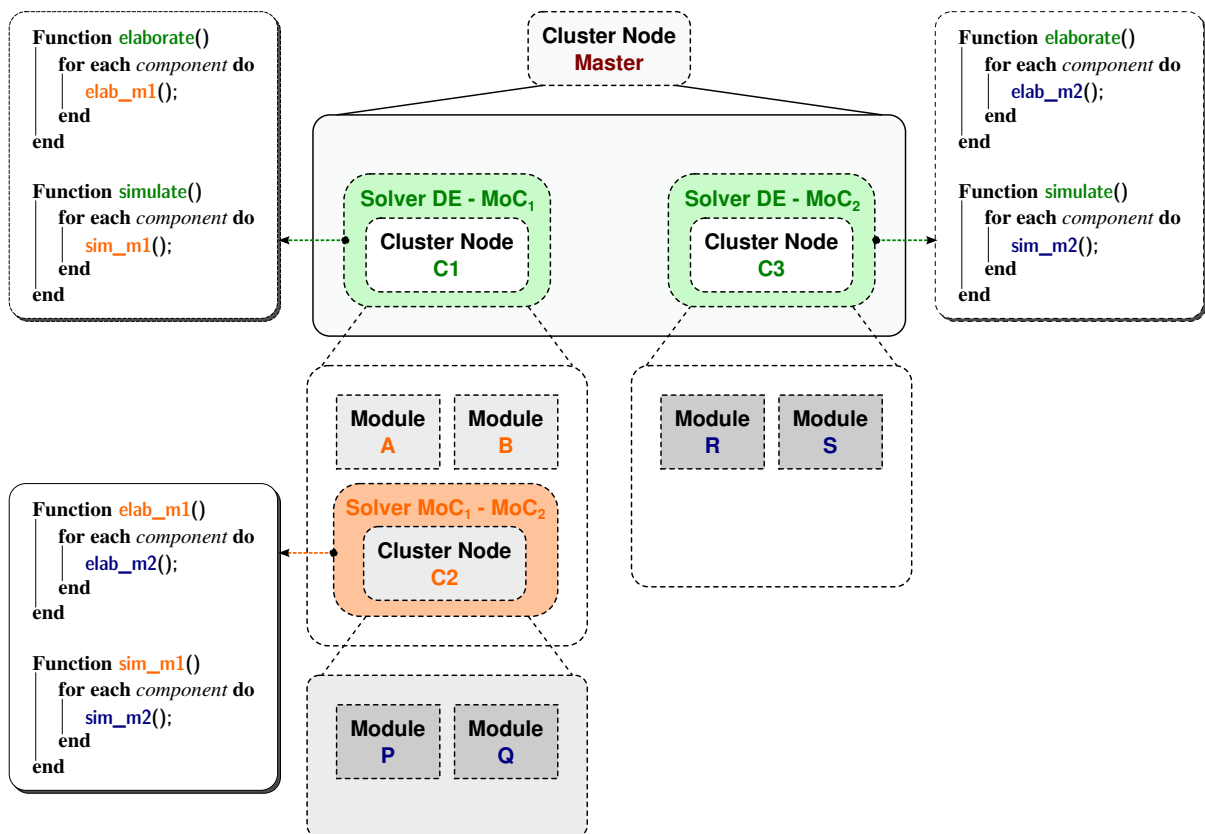 Function elaborate()
for each component do
elab_m1();
end
end
Function simulate()
for each component do
sim_m1();
end
end
Cluster Node
Master
Function elaborate()
for each component do
elab_m2();
end
end
Function simulate()
for each component do
sim_m2();
end
end
Solver DE - MoC₁
Cluster Node
C1
Solver DE - MoC₂
Cluster Node
C3
Module
A
Module
B
Module
R
Module
S
Solver MoC₁ - MoC₂
Cluster Node
C2
Function elab_m1()
for each component do
elab_m2();
end
end
Function sim_m1()
for each component do
sim_m2();
end
end
Module
P
Module
Q